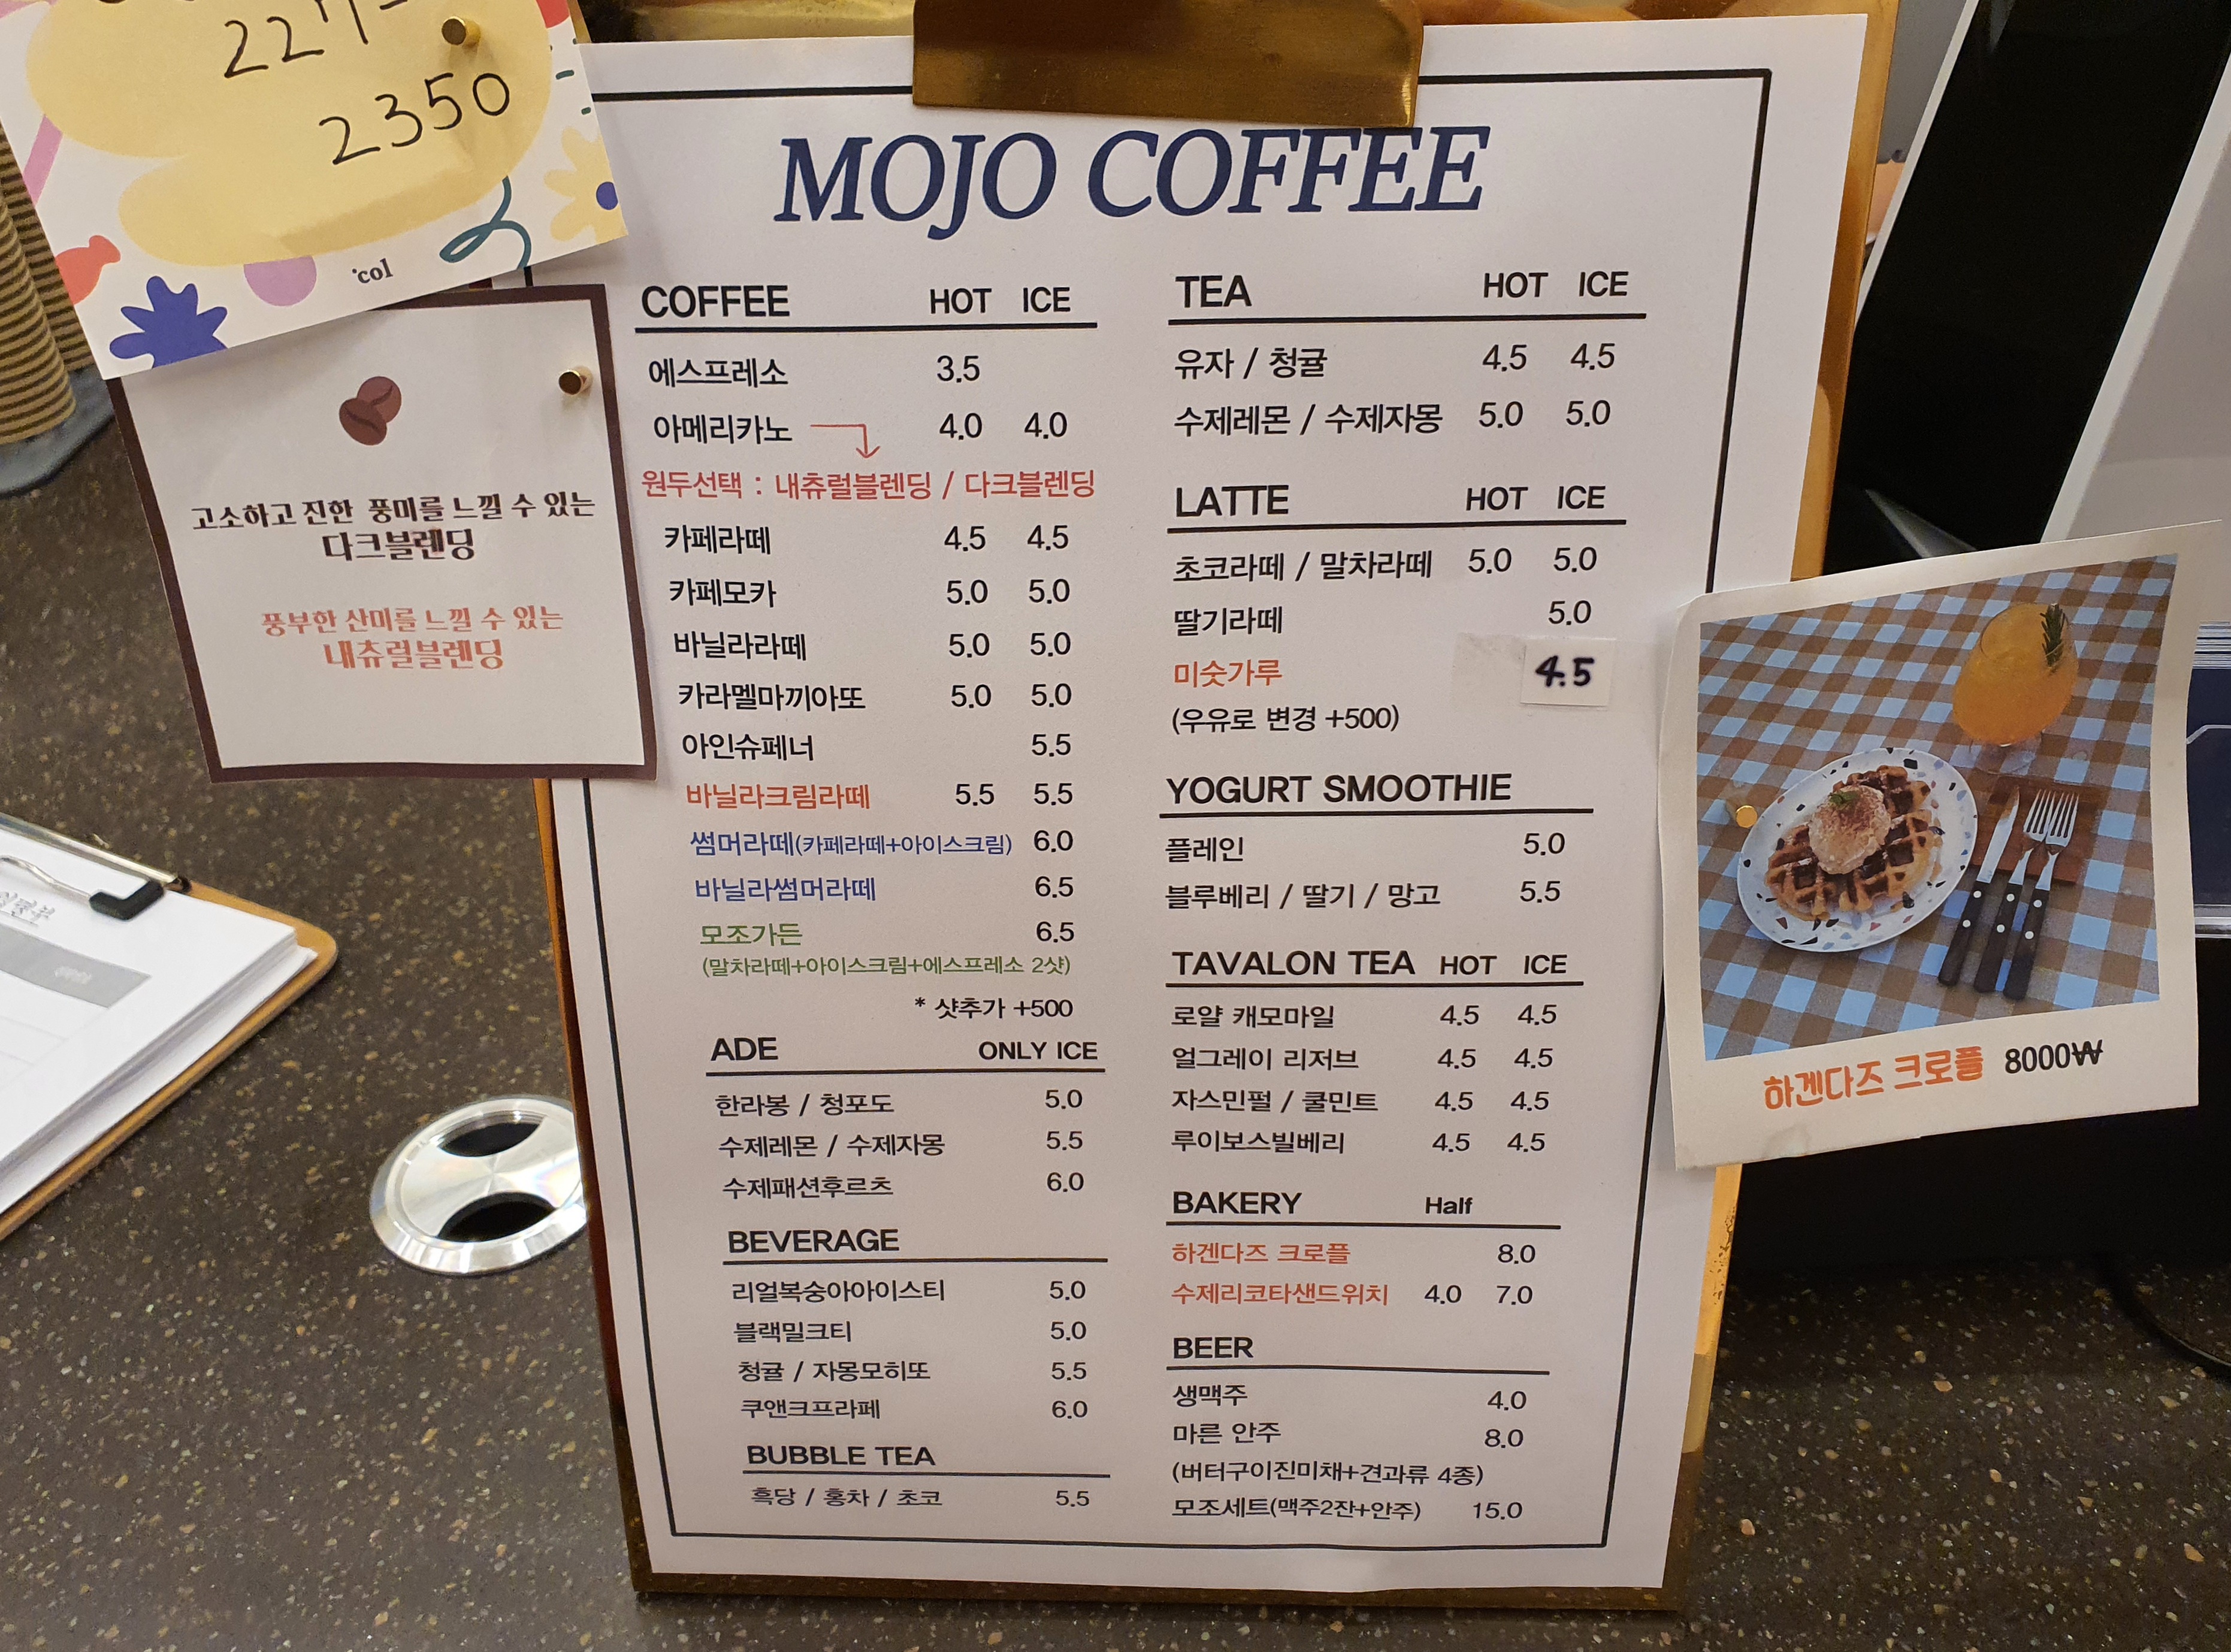 2350
·col
고소하고 진한 풍미를 느낄 수 있는
다크블렌딩
풍부한 산미를 느낄 수 있는
내츄럴블렌딩
MOJO COFFEE
COFFEE HOT ICE
에스프레소 3.5
아메리카노 4.0 4.0
원두선택 : 내츄럴블렌딩 / 다크블렌딩
카페라떼 4.5 4.5
카페모카 5.0 5.0
바닐라라떼 5.0 5.0
카라멜마끼아또 5.0 5.0
아인슈페너 5.5
바닐라크림라떼 5.5 5.5
썸머라떼(카페라떼+아이스크림) 6.0
바닐라썸머라떼 6.5
모조가든 6.5
(말차라떼+아이스크림+에스프레소 2샷)
* 샷추가 +500
ADE ONLY ICE
한라봉 / 청포도 5.0
수제레몬 / 수제자몽 5.5
수제패션후르츠 6.0
BEVERAGE
리얼복숭아아이스티 5.0
블랙밀크티 5.0
청귤 / 자몽모히또 5.5
쿠앤크프라페 6.0
BUBBLE TEA
흑당 / 홍차 / 초코 5.5
TEA HOT ICE
유자 / 청귤 4.5 4.5
수제레몬 / 수제자몽 5.0 5.0
LATTE HOT ICE
초코라떼 / 말차라떼 5.0 5.0
딸기라떼 5.0
미숫가루 4.5
(우유로 변경 +500)
YOGURT SMOOTHIE
플레인 5.0
블루베리 / 딸기 / 망고 5.5
TAVALON TEA HOT ICE
로얄 캐모마일 4.5 4.5
얼그레이 리저브 4.5 4.5
자스민펄 / 쿨민트 4.5 4.5
루이보스빌베리 4.5 4.5
BAKERY Half
하겐다즈 크로플 8.0
수제리코타샌드위치 4.0 7.0
BEER
생맥주 4.0
마른 안주 8.0
(버터구이진미채+견과류 4종)
모조세트(맥주2잔+안주) 15.0
하겐다즈 크로플 8000₩